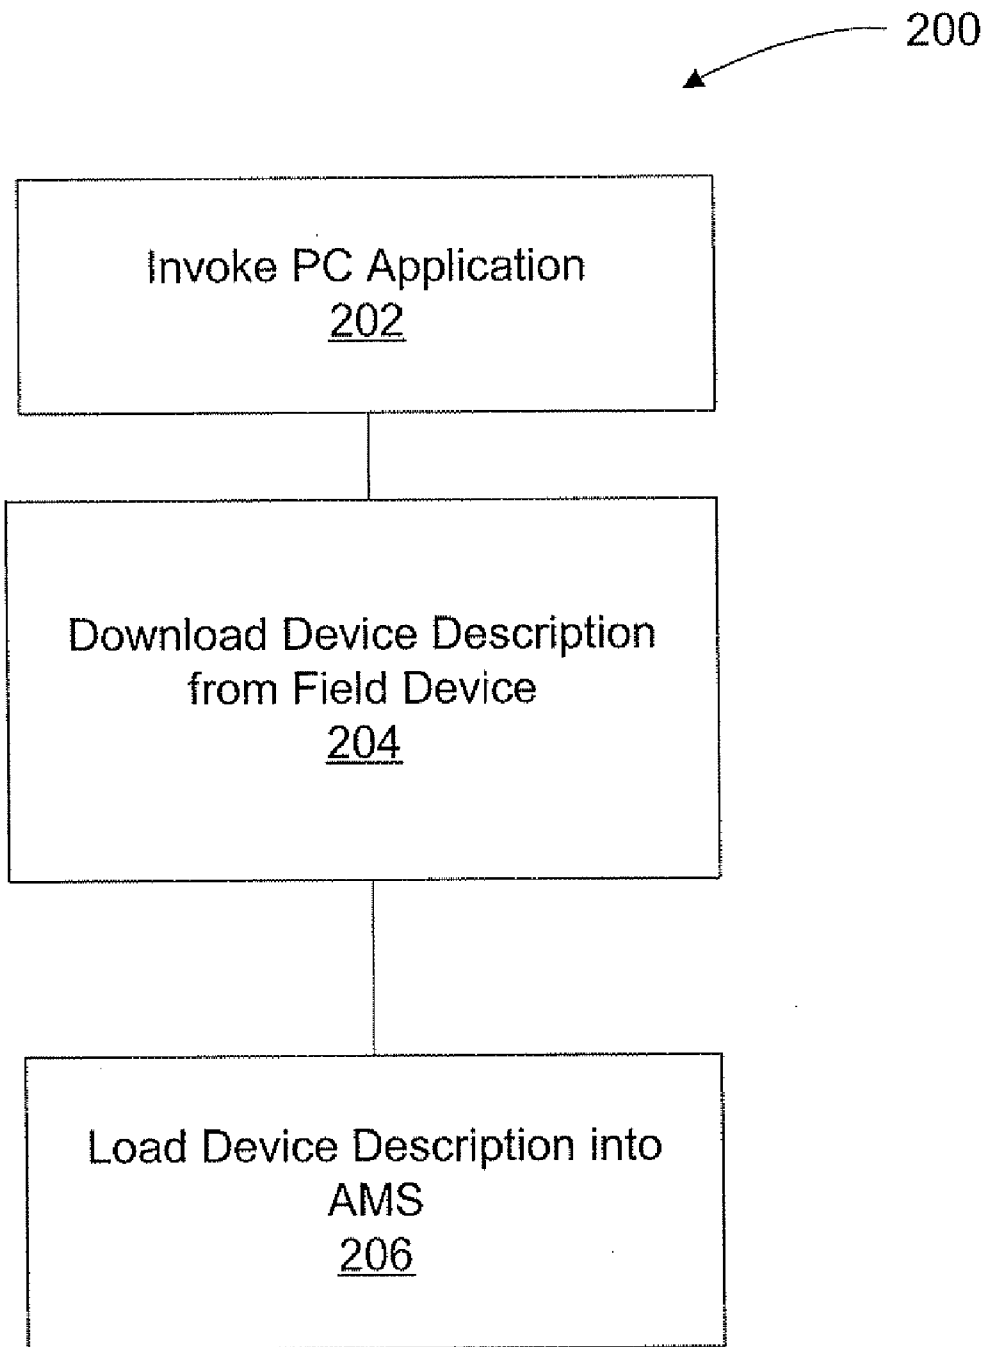 200
Invoke PC Application
202
Download Device Description
from Field Device
204
Load Device Description into
AMS
206